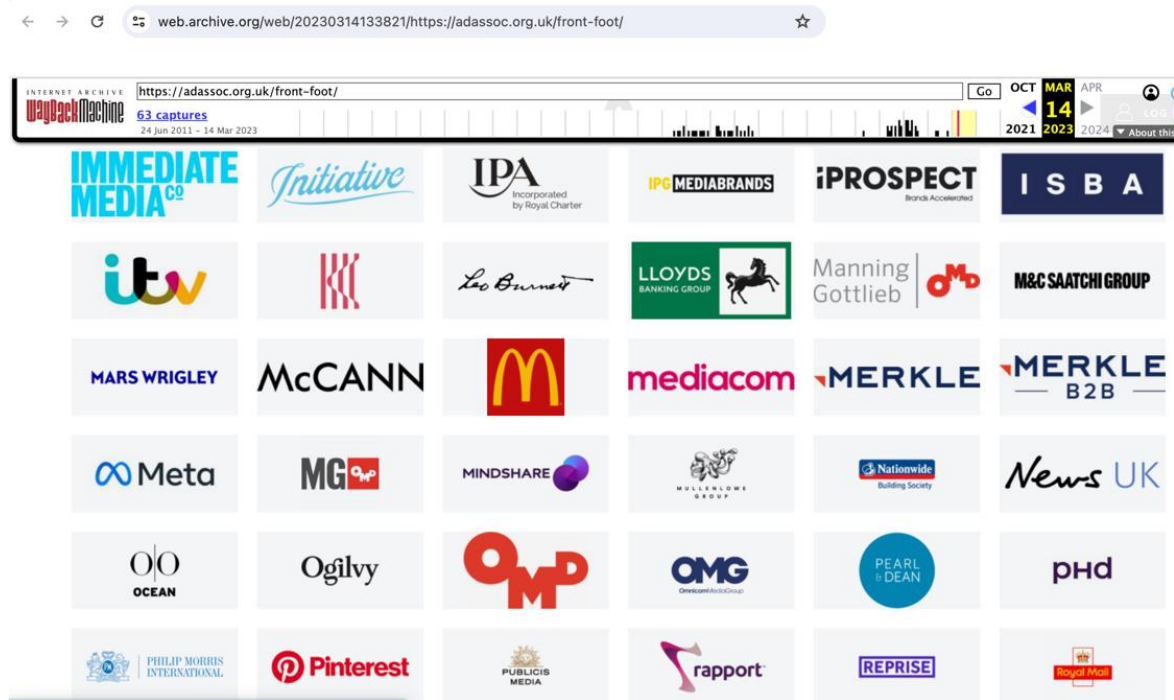 web.archive.org/web/20230314133821/https://adassoc.org.uk/front-foot/
INTERNET ARCHIVE
WayBackMachine
https://adassoc.org.uk/front-foot/
Go
OCT MAR APR
63 captures
14
LOG
24 Jun 2011 – 14 Mar 2023
2021 2023 2024
About this
IMMEDIATE
MEDIA CO
Initiative
IPA
Incorporated
by Royal Charter
IPG MEDIABRANDS
iPROSPECT
Brands Accelerated
ISBA
itv
Leo Burnett
LLOYDS
BANKING GROUP
Manning
Gottlieb
OMD
M&C SAATCHI GROUP
MARS WRIGLEY
McCANN
M
mediacom
MERKLE
MERKLE
B2B
Meta
MG OMD
MINDSHARE
MULLENLOWE
GROUP
Nationwide
Building Society
News UK
OO
OCEAN
Ogilvy
OMD
OMG
OmnicomMediaGroup
PEARL
& DEAN
pHd
PHILIP MORRIS
INTERNATIONAL
Pinterest
PUBLICIS
MEDIA
rapport
REPRISE
Royal Mail